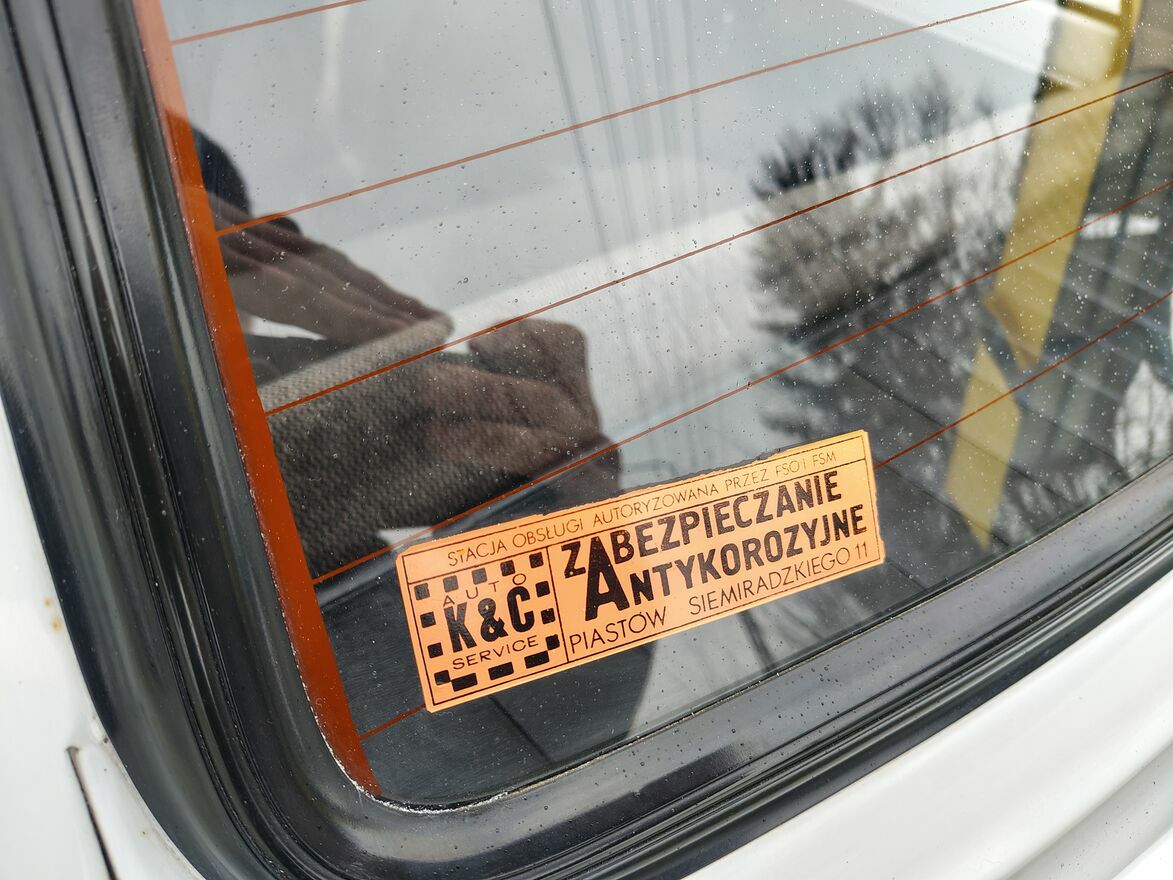 STACJA OBSŁUGI AUTORYZOWANA PRZEZ FSO I FSM
AUTO
K&C
SERVICE
ZABEZPIECZANIE
ANTYKOROZYJNE
PIASTÓW SIEMIRADZKIEGO 11